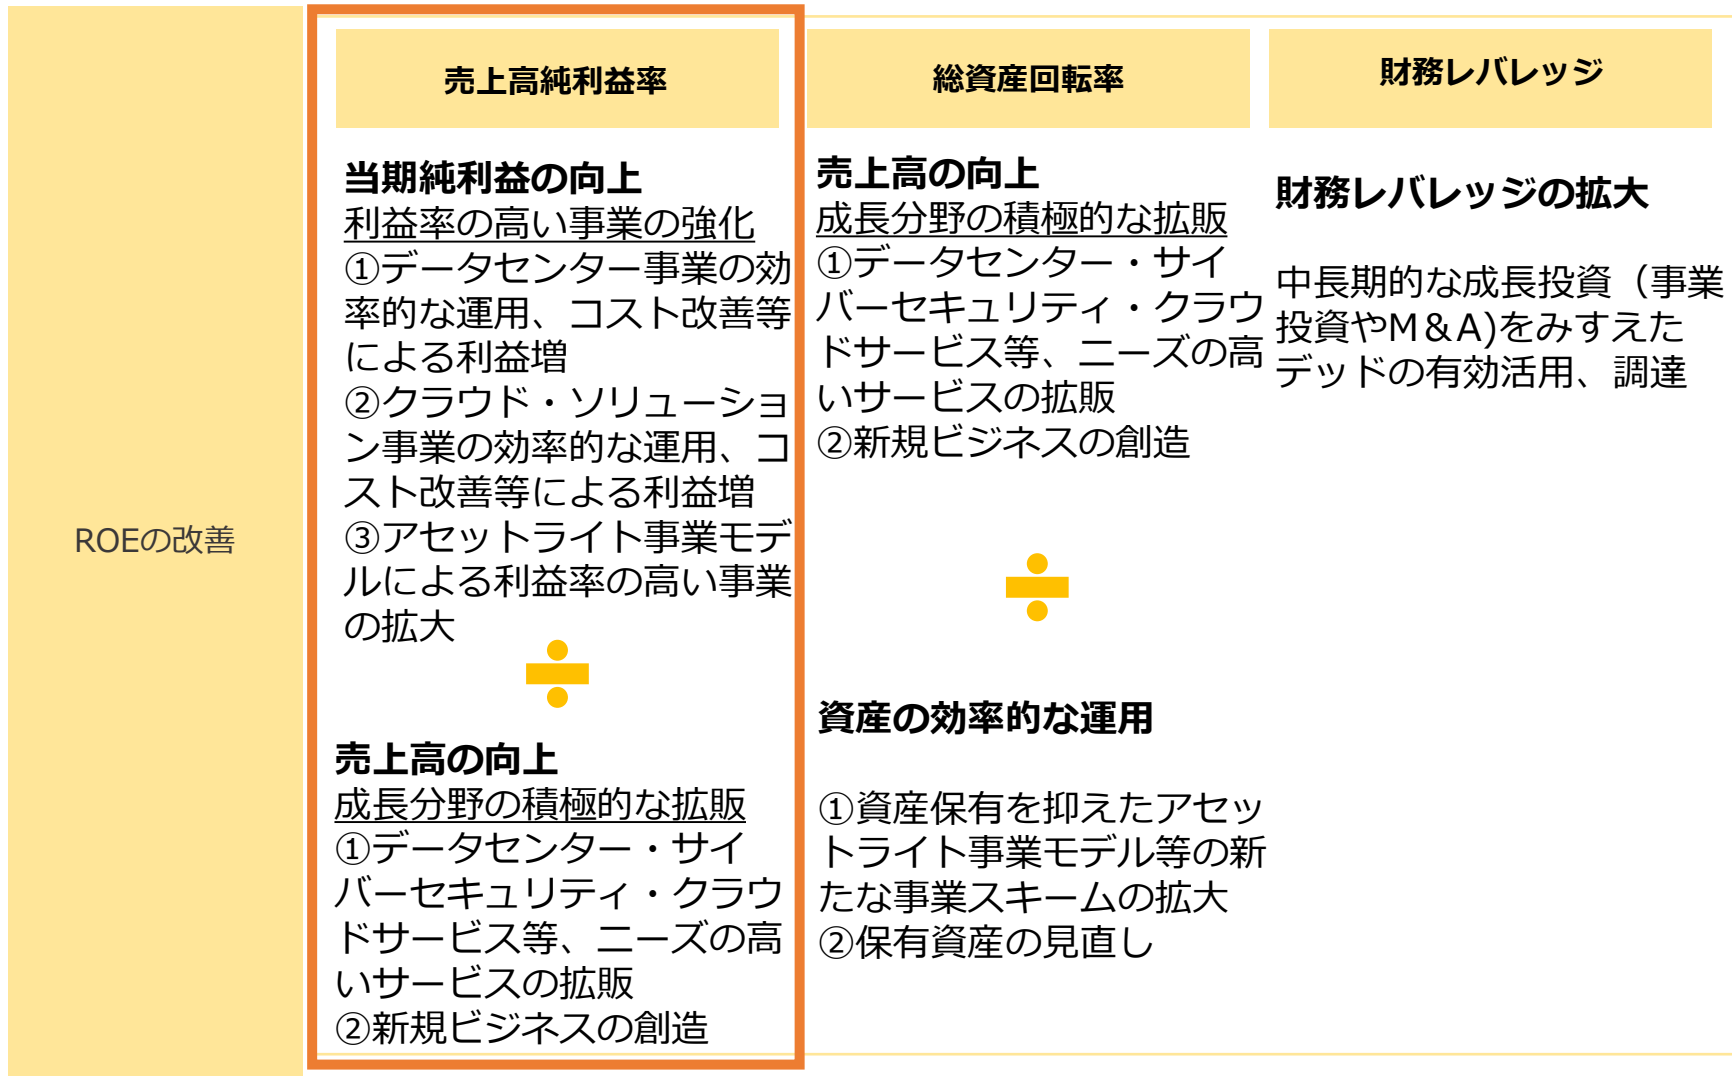 ROEの改善
売上高純利益率
当期純利益の向上
利益率の高い事業の強化
①データセンター事業の効
率的な運用、コスト改善等
による利益増
②クラウド・ソリューショ
ン事業の効率的な運用、コ
スト改善等による利益増
③アセットライト事業モデ
ルによる利益率の高い事業
の拡大
÷
売上高の向上
成長分野の積極的な拡販
①データセンター・サイ
バーセキュリティ・クラウ
ドサービス等、ニーズの高
いサービスの拡販
②新規ビジネスの創造
総資産回転率
売上高の向上
成長分野の積極的な拡販
①データセンター・サイ
バーセキュリティ・クラウ
ドサービス等、ニーズの高
いサービスの拡販
②新規ビジネスの創造
÷
資産の効率的な運用
①資産保有を抑えたアセッ
トライト事業モデル等の新
たな事業スキームの拡大
②保有資産の見直し
財務レバレッジ
財務レバレッジの拡大
中長期的な成長投資（事業
投資やM＆A)をみすえた
デッドの有効活用、調達